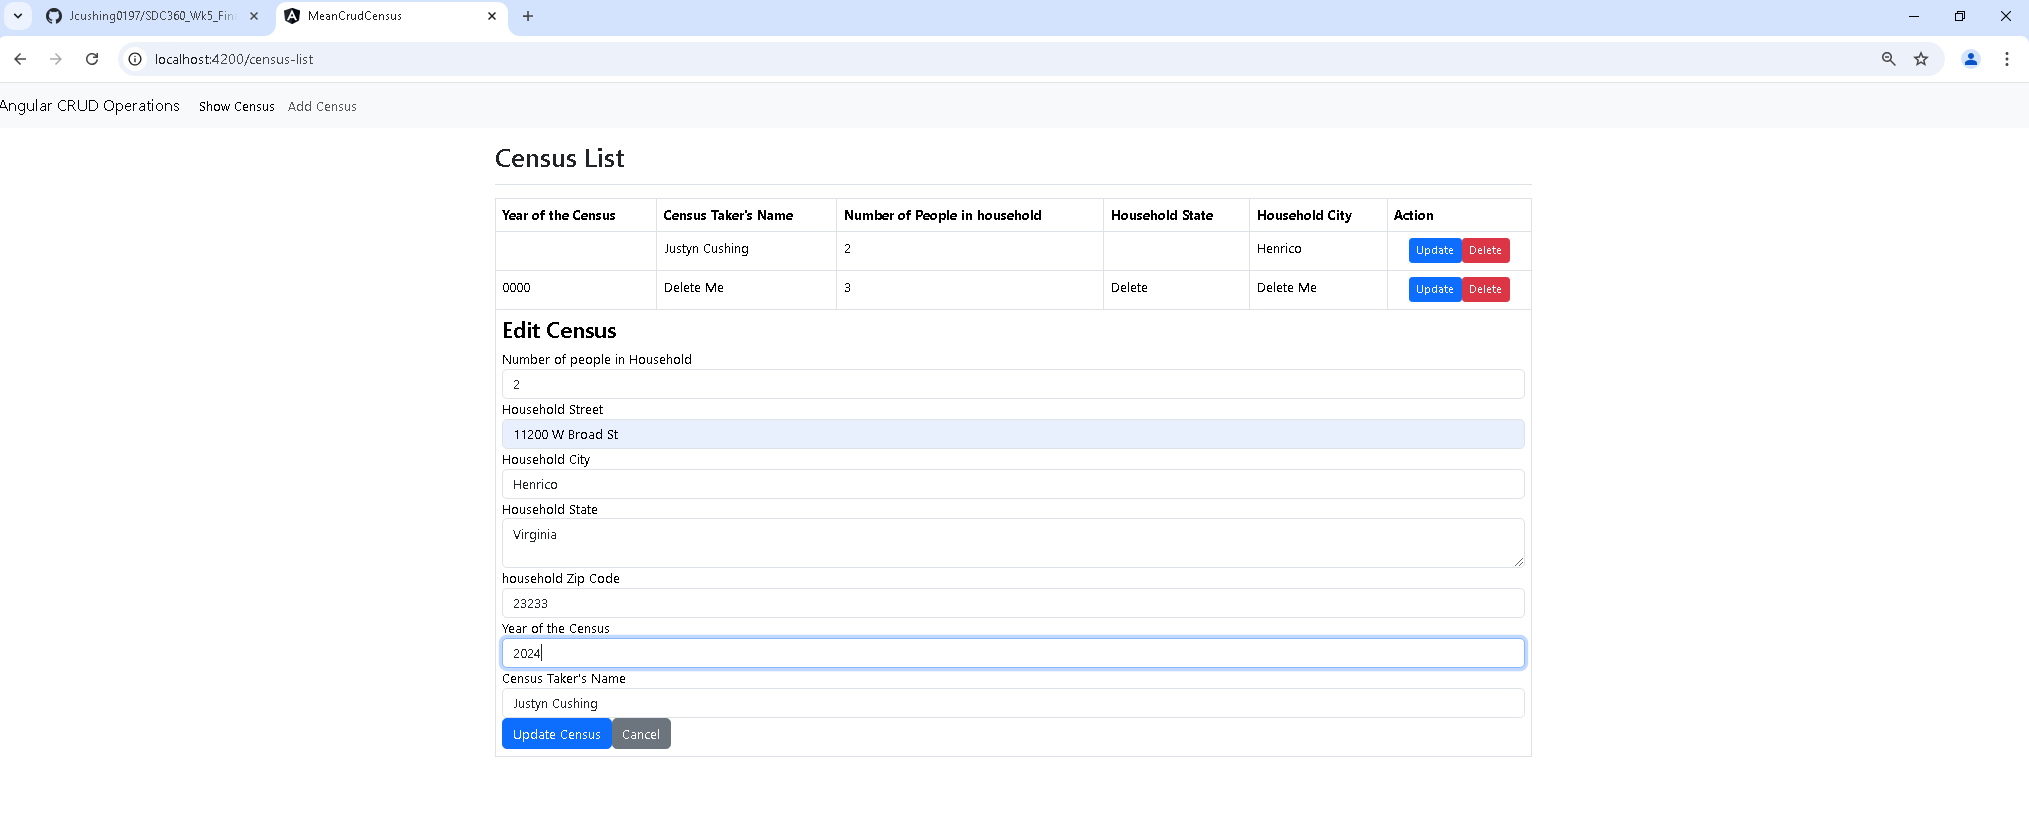 Jcushing0197/SDC360_Wk5_Fin
MeanCrudCensus
localhost:4200/census-list
Angular CRUD Operations Show Census Add Census
Census List
Year of the Census Census Taker's Name Number of People in household Household State Household City Action
Justyn Cushing 2 Henrico Update Delete
0000 Delete Me 3 Delete Delete Me Update Delete
Edit Census
Number of people in Household
2
Household Street
11200 W Broad St
Household City
Henrico
Household State
Virginia
household Zip Code
23233
Year of the Census
2024
Census Taker's Name
Justyn Cushing
Update Census Cancel